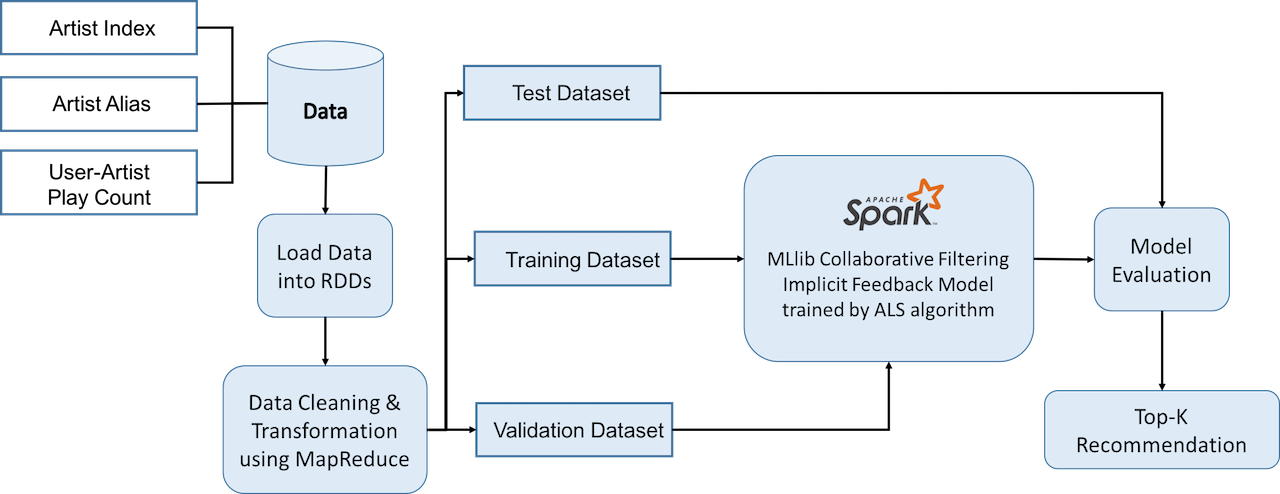 Artist Index
Artist Alias
User-Artist
Play Count
Data
Load Data
into RDDs
Data Cleaning &
Transformation
using MapReduce
Test Dataset
Training Dataset
Validation Dataset
APACHE
Spark
MLlib Collaborative Filtering
Implicit Feedback Model
trained by ALS algorithm
Model
Evaluation
Top-K
Recommendation